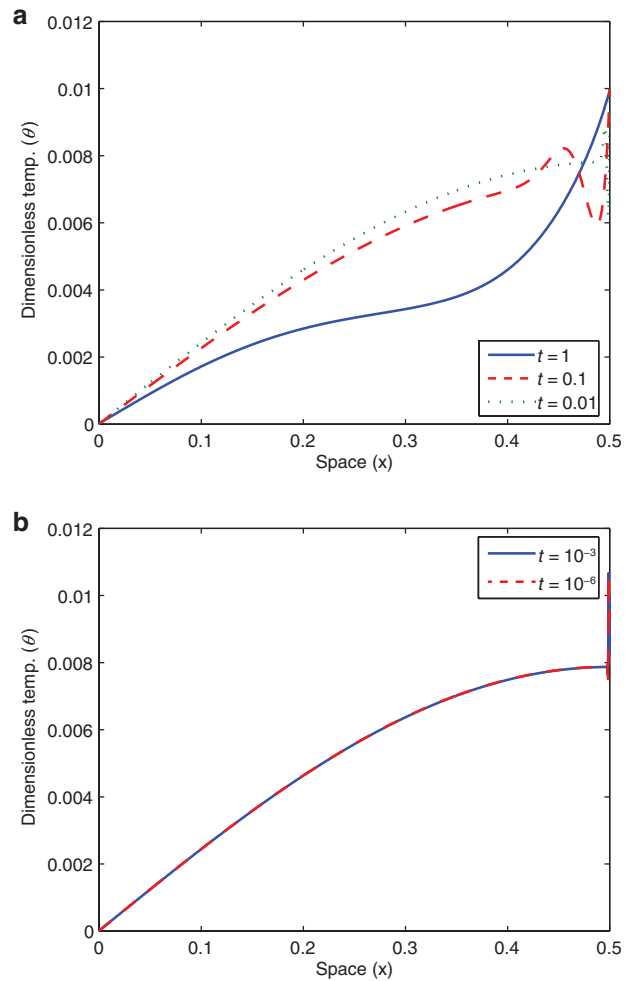 a
0.012
0.01
0.008
0.006
0.004
0.002
0
Dimensionless temp. (θ)
0 0.1 0.2 0.3 0.4 0.5
Space (x)
t = 1
t = 0.1
t = 0.01
b
0.012
0.01
0.008
0.006
0.004
0.002
0
Dimensionless temp. (θ)
0 0.1 0.2 0.3 0.4 0.5
Space (x)
t = 10⁻³
t = 10⁻⁶